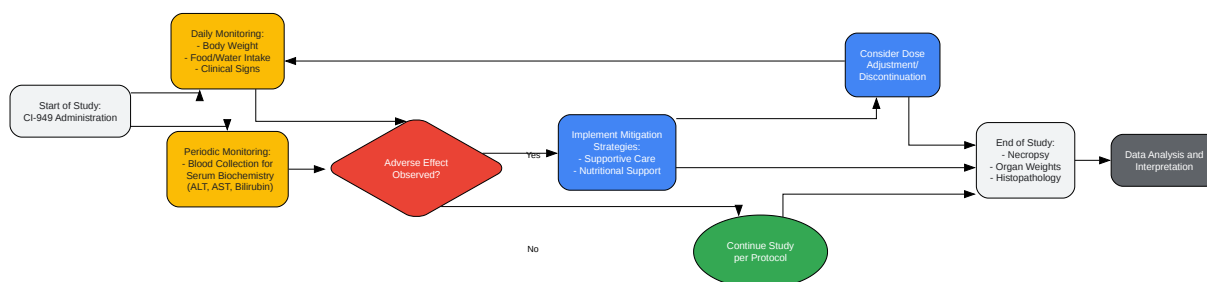 Start of Study:
CI-949 Administration
Daily Monitoring:
- Body Weight
- Food/Water Intake
- Clinical Signs
Periodic Monitoring:
- Blood Collection for
Serum Biochemistry
(ALT, AST, Bilirubin)
Adverse Effect
Observed?
Yes
No
Implement Mitigation
Strategies:
- Supportive Care
- Nutritional Support
Continue Study
per Protocol
Consider Dose
Adjustment/
Discontinuation
End of Study:
- Necropsy
- Organ Weights
- Histopathology
Data Analysis and
Interpretation